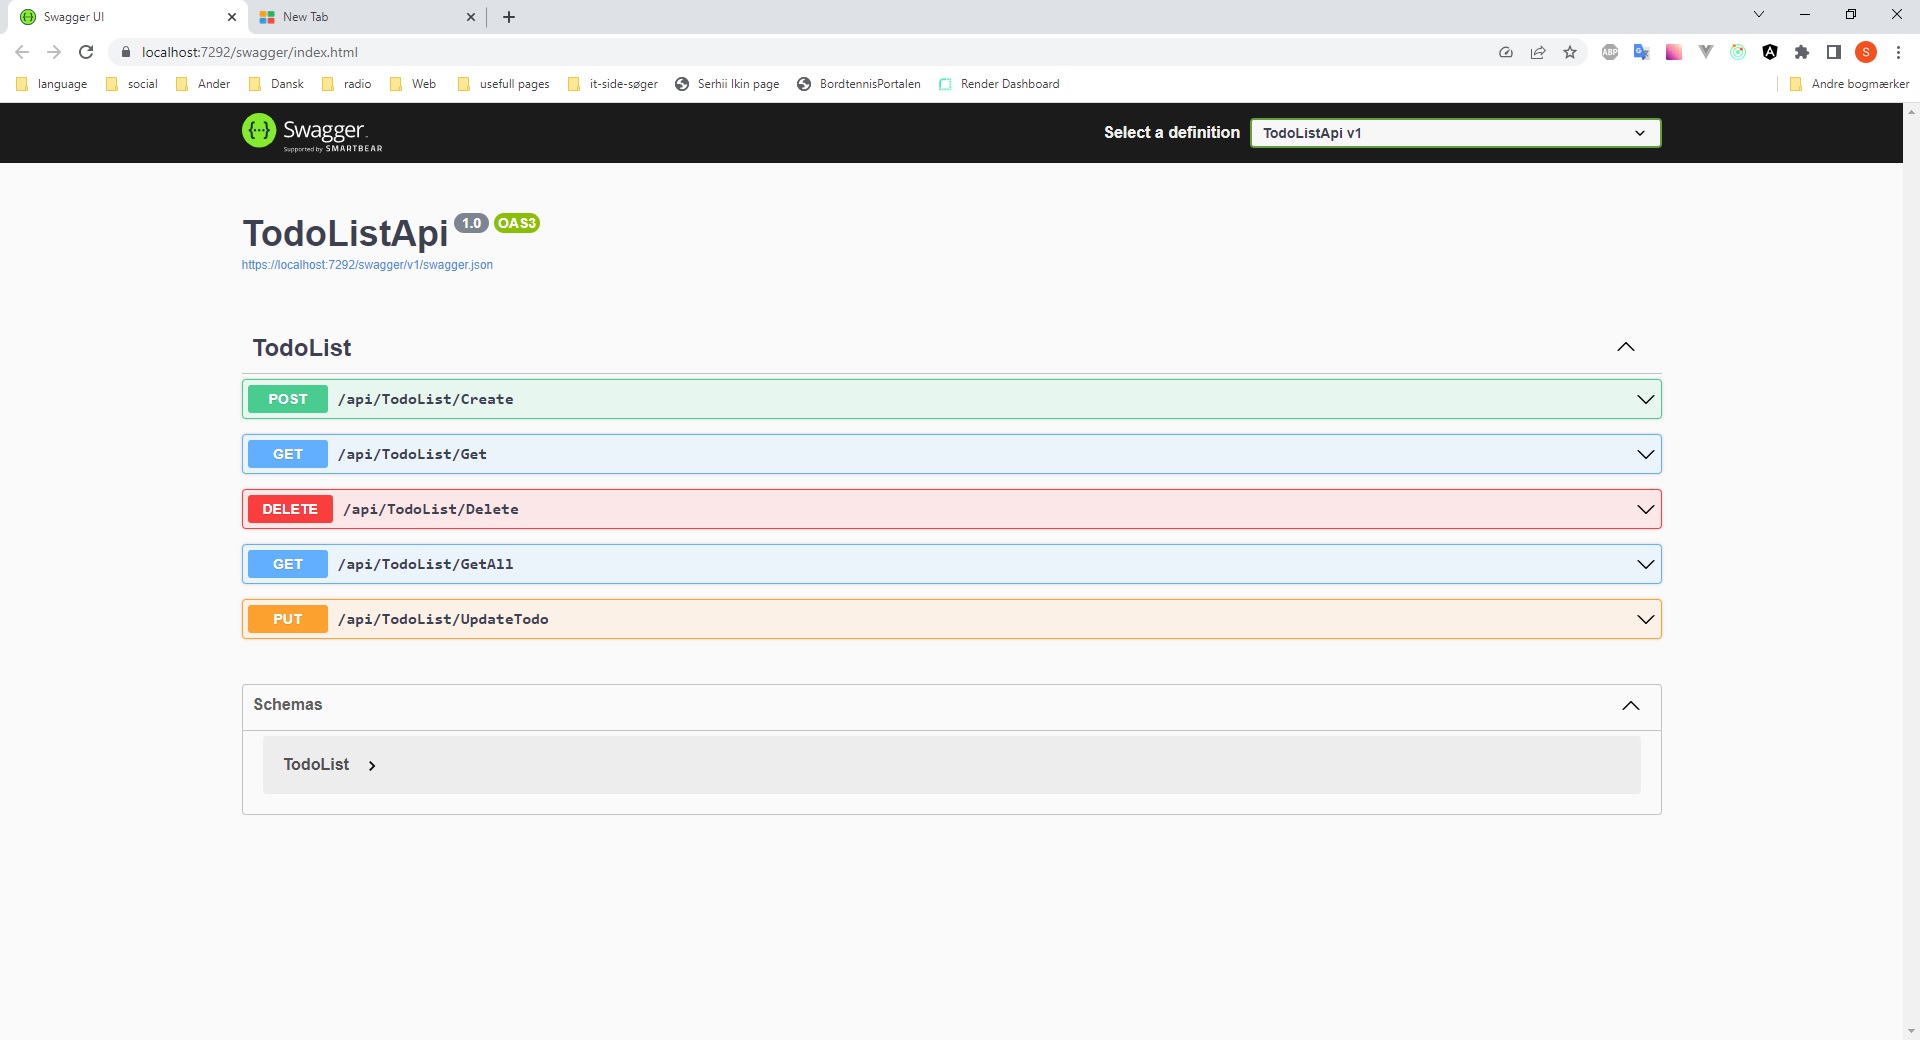 Swagger UI
New Tab
localhost:7292/swagger/index.html
ABP
S
language
social
Ander
Dansk
radio
Web
usefull pages
it-side-søger
Serhii Ikin page
BordtennisPortalen
Render Dashboard
Andre bogmærker
Swagger
Supported by SMARTBEAR
Select a definition
TodoListApi v1
TodoListApi 1.0 OAS3
https://localhost:7292/swagger/v1/swagger.json
TodoList
POST /api/TodoList/Create
GET /api/TodoList/Get
DELETE /api/TodoList/Delete
GET /api/TodoList/GetAll
PUT /api/TodoList/UpdateTodo
Schemas
TodoList